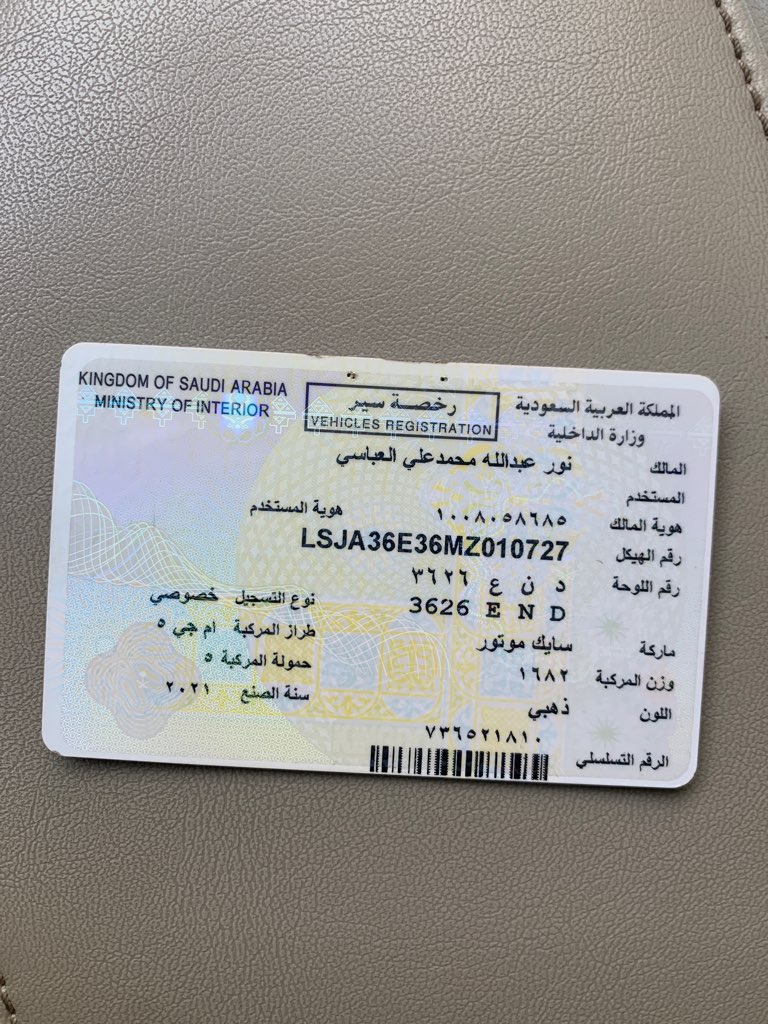 KINGDOM OF SAUDI ARABIA
MINISTRY OF INTERIOR
رخصة سير
VEHICLES REGISTRATION
المملكة العربية السعودية
وزارة الداخلية
المالك نور عبدالله محمدعلي العباسي
المستخدم
هوية المالك ١٠٠٨٠٥٨٦٨٥ هوية المستخدم
رقم الهيكل LSJA36E36MZ010727
رقم اللوحة د ن ع ٣٦٢٦ نوع التسجيل خصوصي
3626 E N D
طراز المركبة ام جي ٥
ماركة سايك موتور حمولة المركبة ٥
وزن المركبة ١٦٨٢ سنة الصنع ٢٠٢١
اللون ذهبي
الرقم التسلسلي ٧٣٦٥٢١٨١٠